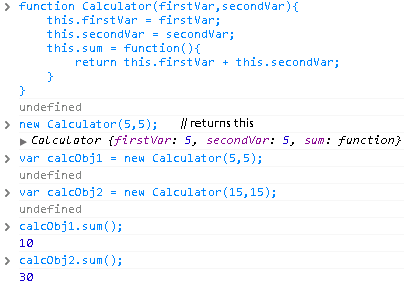 > function Calculator(firstVar,secondVar){
this.firstVar = firstVar;
this.secondVar = secondVar;
this.sum = function(){
return this.firstVar + this.secondVar;
}
}
undefined
> new Calculator(5,5); // returns this
▶ Calculator {firstVar: 5, secondVar: 5, sum: function}
> var calcObj1 = new Calculator(5,5);
undefined
> var calcObj2 = new Calculator(15,15);
undefined
> calcObj1.sum();
10
> calcObj2.sum();
30